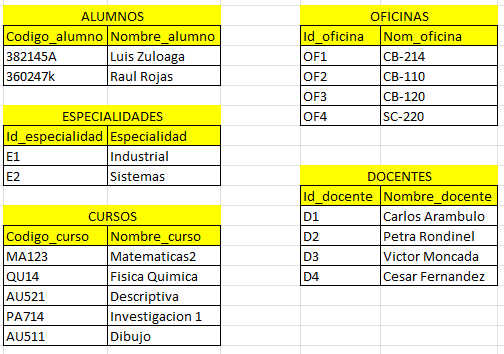 ALUMNOS
Codigo_alumno Nombre_alumno
382145A Luis Zuloaga
360247k Raul Rojas
ESPECIALIDADES
Id_especialidad Especialidad
E1 Industrial
E2 Sistemas
CURSOS
Codigo_curso Nombre_curso
MA123 Matematicas2
QU14 Fisica Quimica
AU521 Descriptiva
PA714 Investigacion 1
AU511 Dibujo
OFICINAS
Id_oficina Nom_oficina
OF1 CB-214
OF2 CB-110
OF3 CB-120
OF4 SC-220
DOCENTES
Id_docente Nombre_docente
D1 Carlos Arambulo
D2 Petra Rondinel
D3 Victor Moncada
D4 Cesar Fernandez